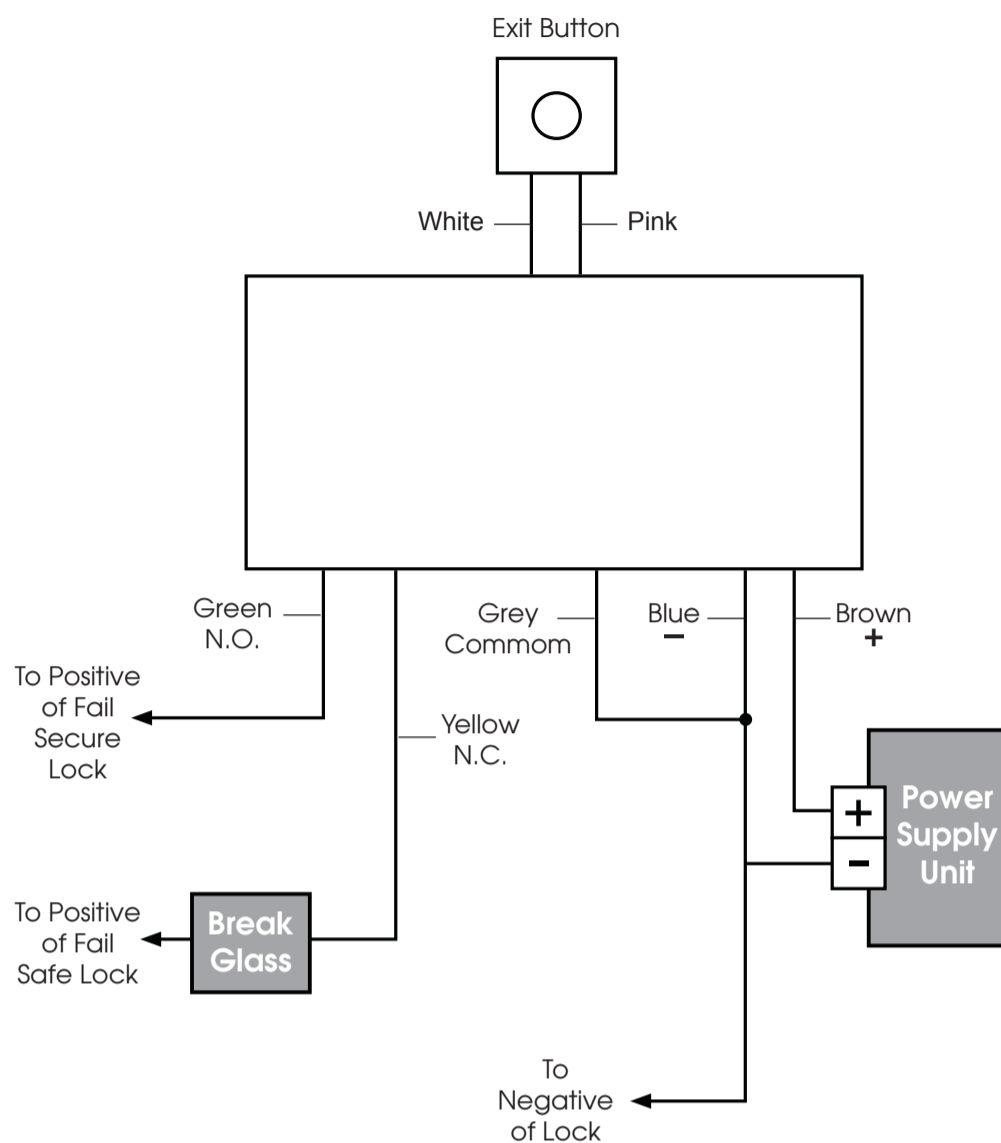 Exit Button
White
Pink
Green
N.O.
Grey
Commom
Blue
−
Brown
+
To Positive
of Fail
Secure
Lock
Yellow
N.C.
+
−
Power
Supply
Unit
To Positive
of Fail
Safe Lock
Break
Glass
To
Negative
of Lock